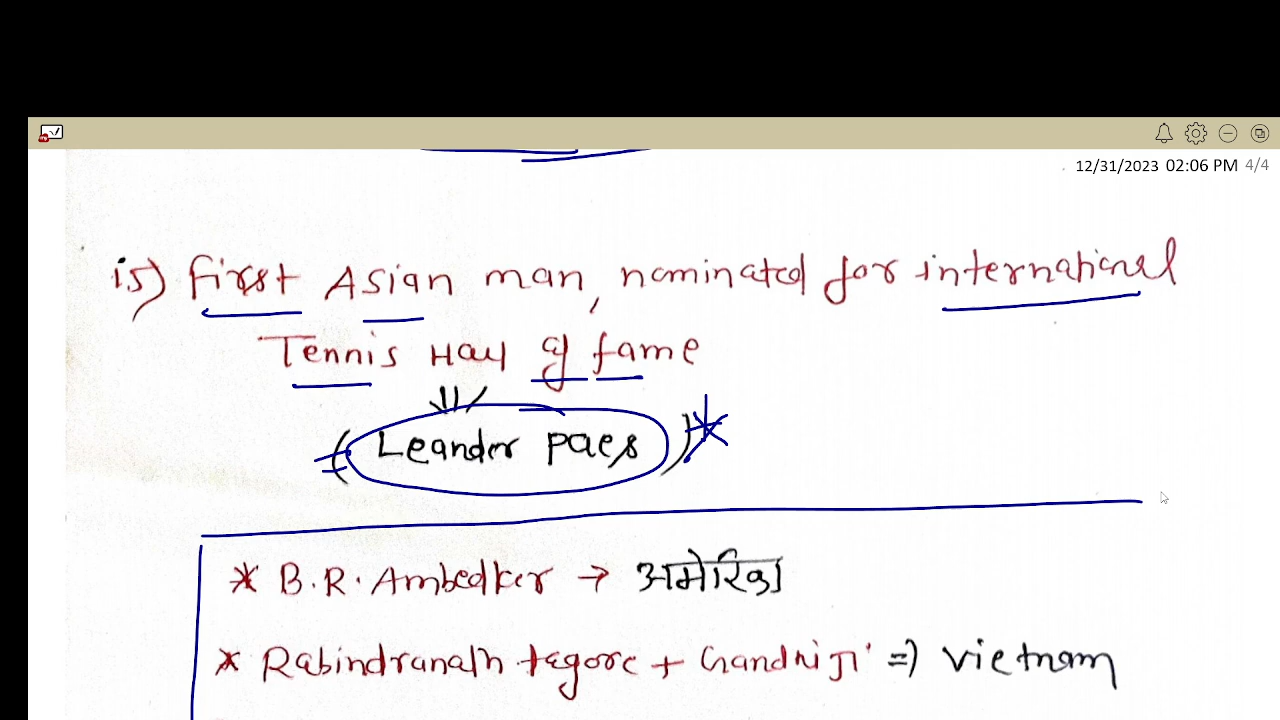 12/31/2023 02:06 PM 4/4
15) First Asian man, nominated for international
Tennis Hall of fame
(Leander paes)*
* B.R. Ambedker → अमेरिका
* Rabindranath tagore + Gandhiji => Vietnam